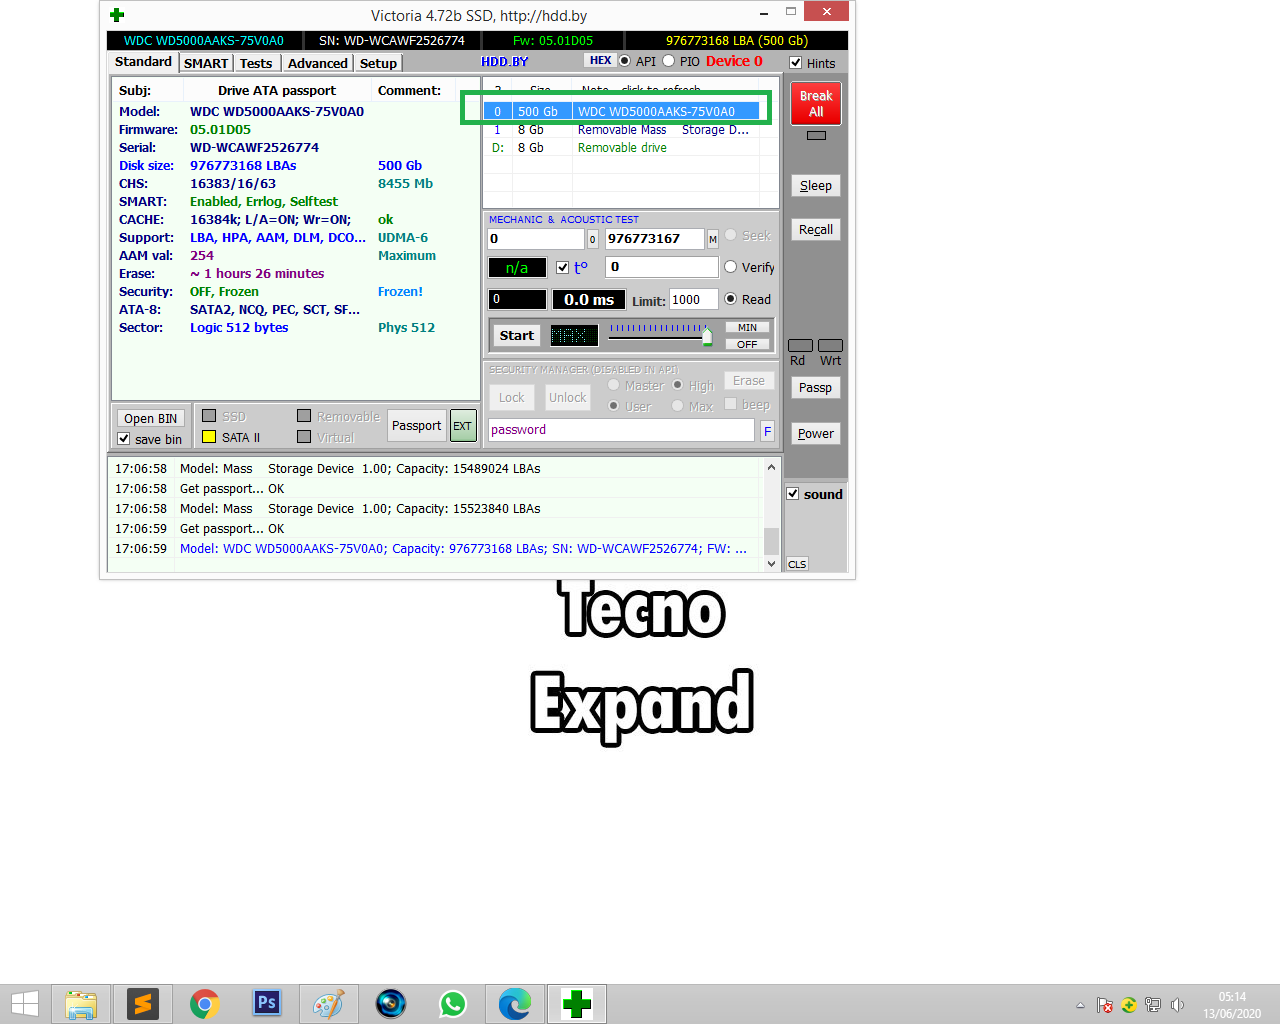 Victoria 4.72b SSD, http://hdd.by
WDC WD5000AAKS-75V0A0 SN: WD-WCAWF2526774 Fw: 05.01D05 976773168 LBA (500 Gb)
Standard SMART Tests Advanced Setup HDD.BY HEX API PIO Device 0 Hints
Subj: Drive ATA passport Comment:
Model: WDC WD5000AAKS-75V0A0
Firmware: 05.01D05
Serial: WD-WCAWF2526774
Disk size: 976773168 LBAs 500 Gb
CHS: 16383/16/63 8455 Mb
SMART: Enabled, Errlog, Selftest
CACHE: 16384k; L/A=ON; Wr=ON; ok
Support: LBA, HPA, AAM, DLM, DCO... UDMA-6
AAM val: 254 Maximum
Erase: ~ 1 hours 26 minutes
Security: OFF, Frozen Frozen!
ATA-8: SATA2, NCQ, PEC, SCT, SF...
Sector: Logic 512 bytes Phys 512
Open BIN
save bin
SSD Removable
SATA II Virtual
Passport EXT
0 500 Gb WDC WD5000AAKS-75V0A0
1 8 Gb Removable Mass Storage D...
D: 8 Gb Removable drive
MECHANIC & ACOUSTIC TEST
0 0 976773167 M Seek
n/a t° 0 Verify
0 0.0 ms Limit: 1000 Read
Start MAX MIN
OFF
SECURITY MANAGER (DISABLED IN API)
Lock Unlock Master High Erase
User Max beep
password F
Break All
Sleep
Recall
Rd Wrt
Passp
Power
17:06:58 Model: Mass Storage Device 1.00; Capacity: 15489024 LBAs
17:06:58 Get passport... OK
17:06:58 Model: Mass Storage Device 1.00; Capacity: 15523840 LBAs
17:06:59 Get passport... OK
17:06:59 Model: WDC WD5000AAKS-75V0A0; Capacity: 976773168 LBAs; SN: WD-WCAWF2526774; FW: ...
sound
CLS
Tecno
Expand
Ps
05:14
13/06/2020